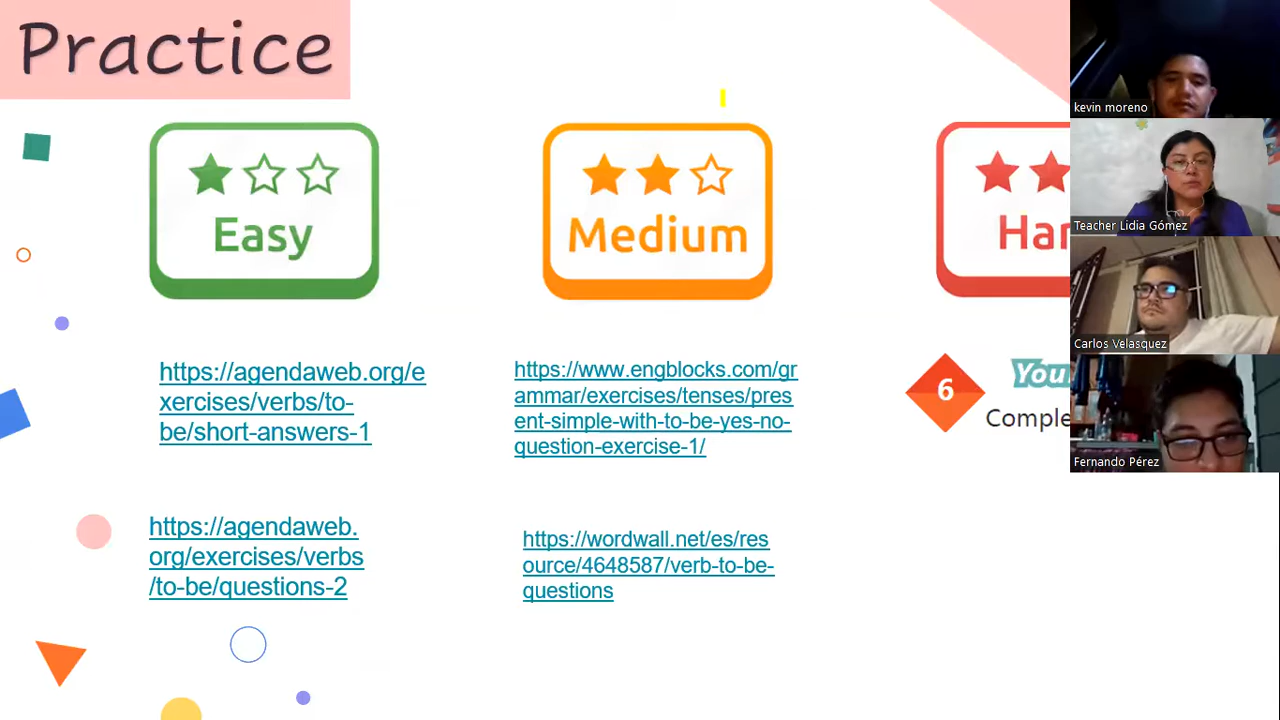 Practice
Easy
Medium
Har
https://agendaweb.org/e
xercises/verbs/to-
be/short-answers-1
https://www.engblocks.com/gr
ammar/exercises/tenses/pres
ent-simple-with-to-be-yes-no-
question-exercise-1/
6
You
Comple
https://agendaweb.
org/exercises/verbs
/to-be/questions-2
https://wordwall.net/es/res
ource/4648587/verb-to-be-
questions
kevin moreno
Teacher Lidia Gómez
Carlos Velasquez
Fernando Pérez